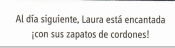 Al día siguiente, Laura está encantada
¡con sus zapatos de cordones!